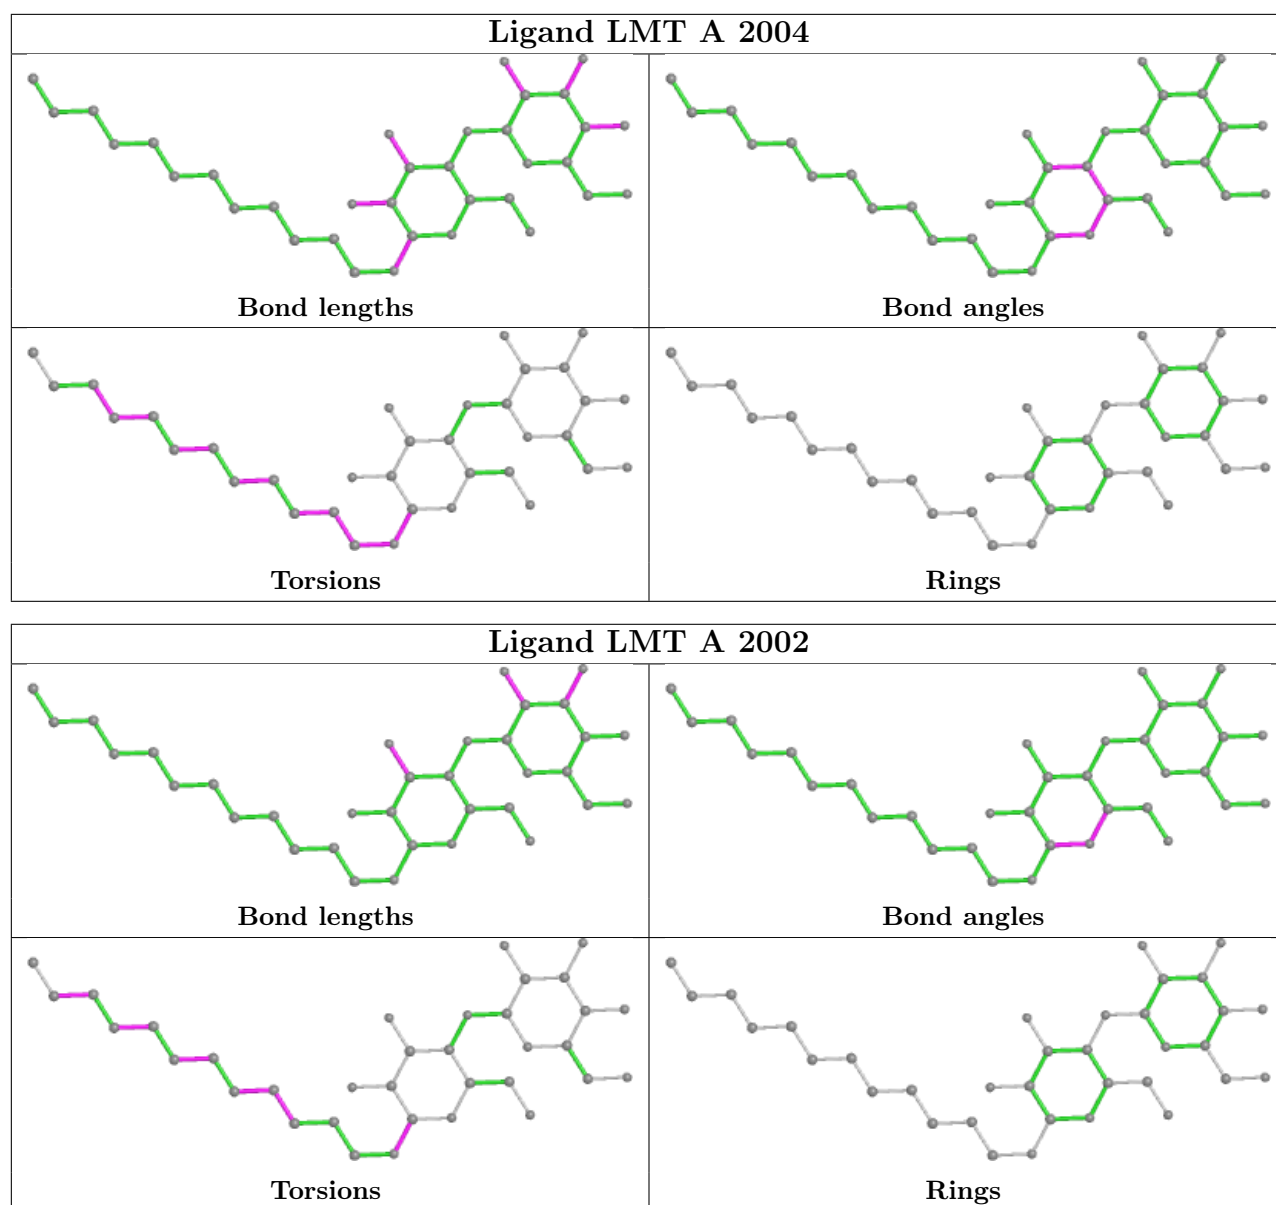 Ligand LMT A 2004
Bond lengths
Bond angles
Torsions
Rings
Ligand LMT A 2002
Bond lengths
Bond angles
Torsions
Rings